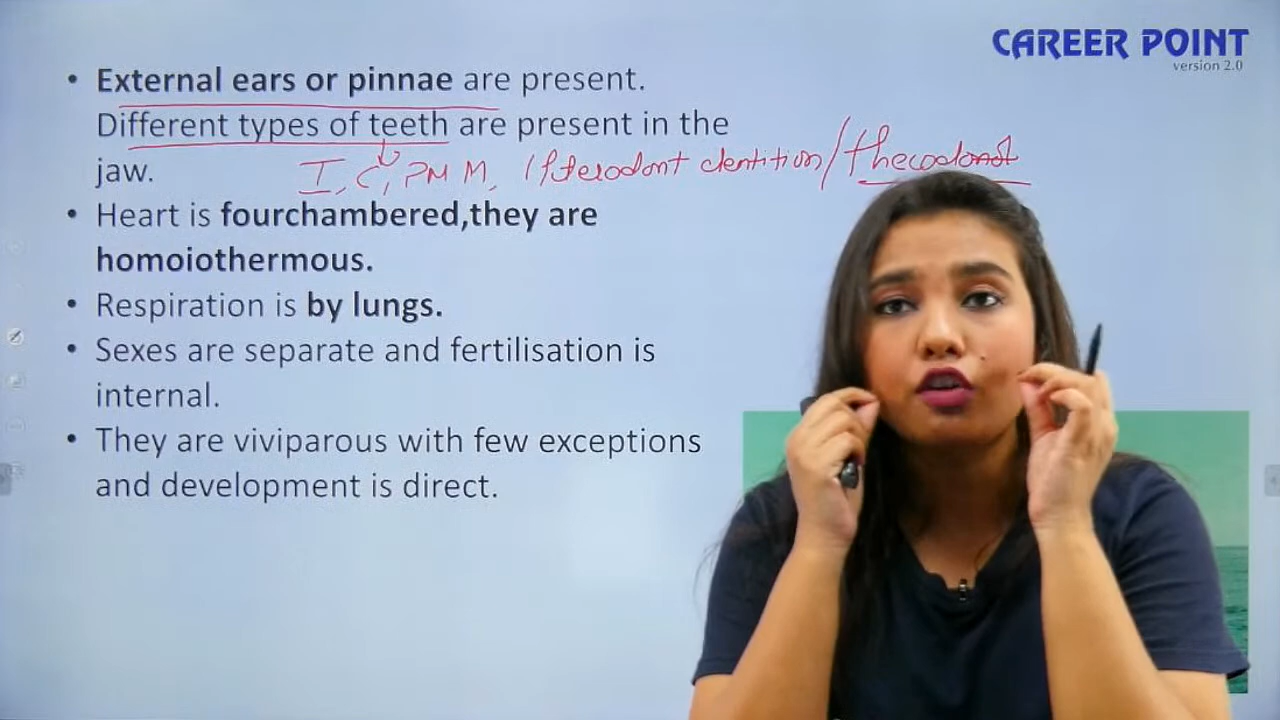 CAREER POINT
version 2.0
• External ears or pinnae are present.
Different types of teeth are present in the
jaw.
I, C, PM M, Hterodont dentition/thecodont
• Heart is fourchambered,they are
homoiothermous.
• Respiration is by lungs.
• Sexes are separate and fertilisation is
internal.
• They are viviparous with few exceptions
and development is direct.